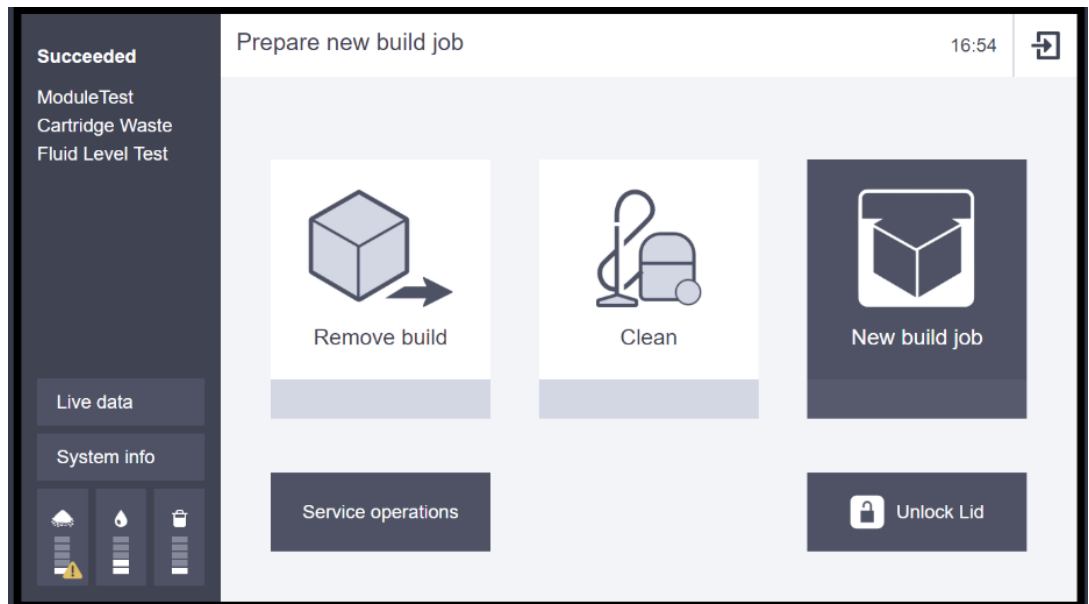 Succeeded
ModuleTest
Cartridge Waste
Fluid Level Test
Live data
System info
Prepare new build job
16:54
Remove build
Clean
New build job
Service operations
Unlock Lid